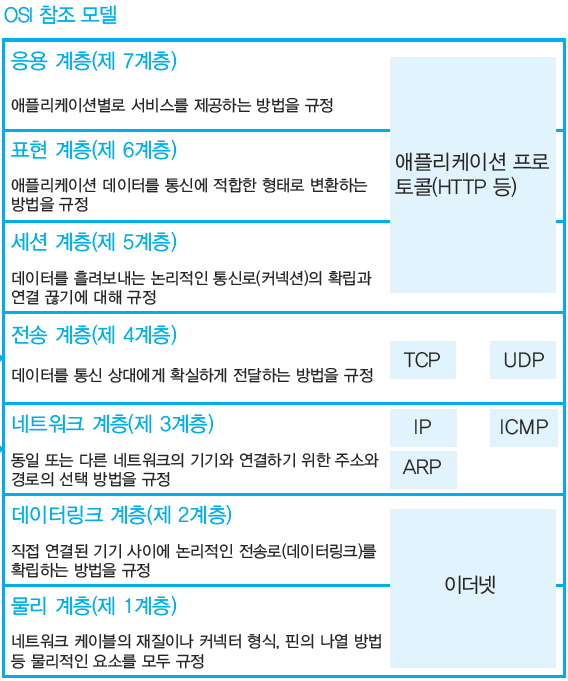 OSI 참조 모델
응용 계층(제 7계층)
애플리케이션별로 서비스를 제공하는 방법을 규정
표현 계층(제 6계층)
애플리케이션 데이터를 통신에 적합한 형태로 변환하는
방법을 규정
세션 계층(제 5계층)
데이터를 흘려보내는 논리적인 통신로(커넥션)의 확립과
연결 끊기에 대해 규정
애플리케이션 프로
토콜(HTTP 등)
전송 계층(제 4계층)
데이터를 통신 상대에게 확실하게 전달하는 방법을 규정
TCP UDP
네트워크 계층(제 3계층)
동일 또는 다른 네트워크의 기기와 연결하기 위한 주소와
경로의 선택 방법을 규정
IP ICMP
ARP
데이터링크 계층(제 2계층)
직접 연결된 기기 사이에 논리적인 전송로(데이터링크)를
확립하는 방법을 규정
물리 계층(제 1계층)
네트워크 케이블의 재질이나 커넥터 형식, 핀의 나열 방법
등 물리적인 요소를 모두 규정
이더넷